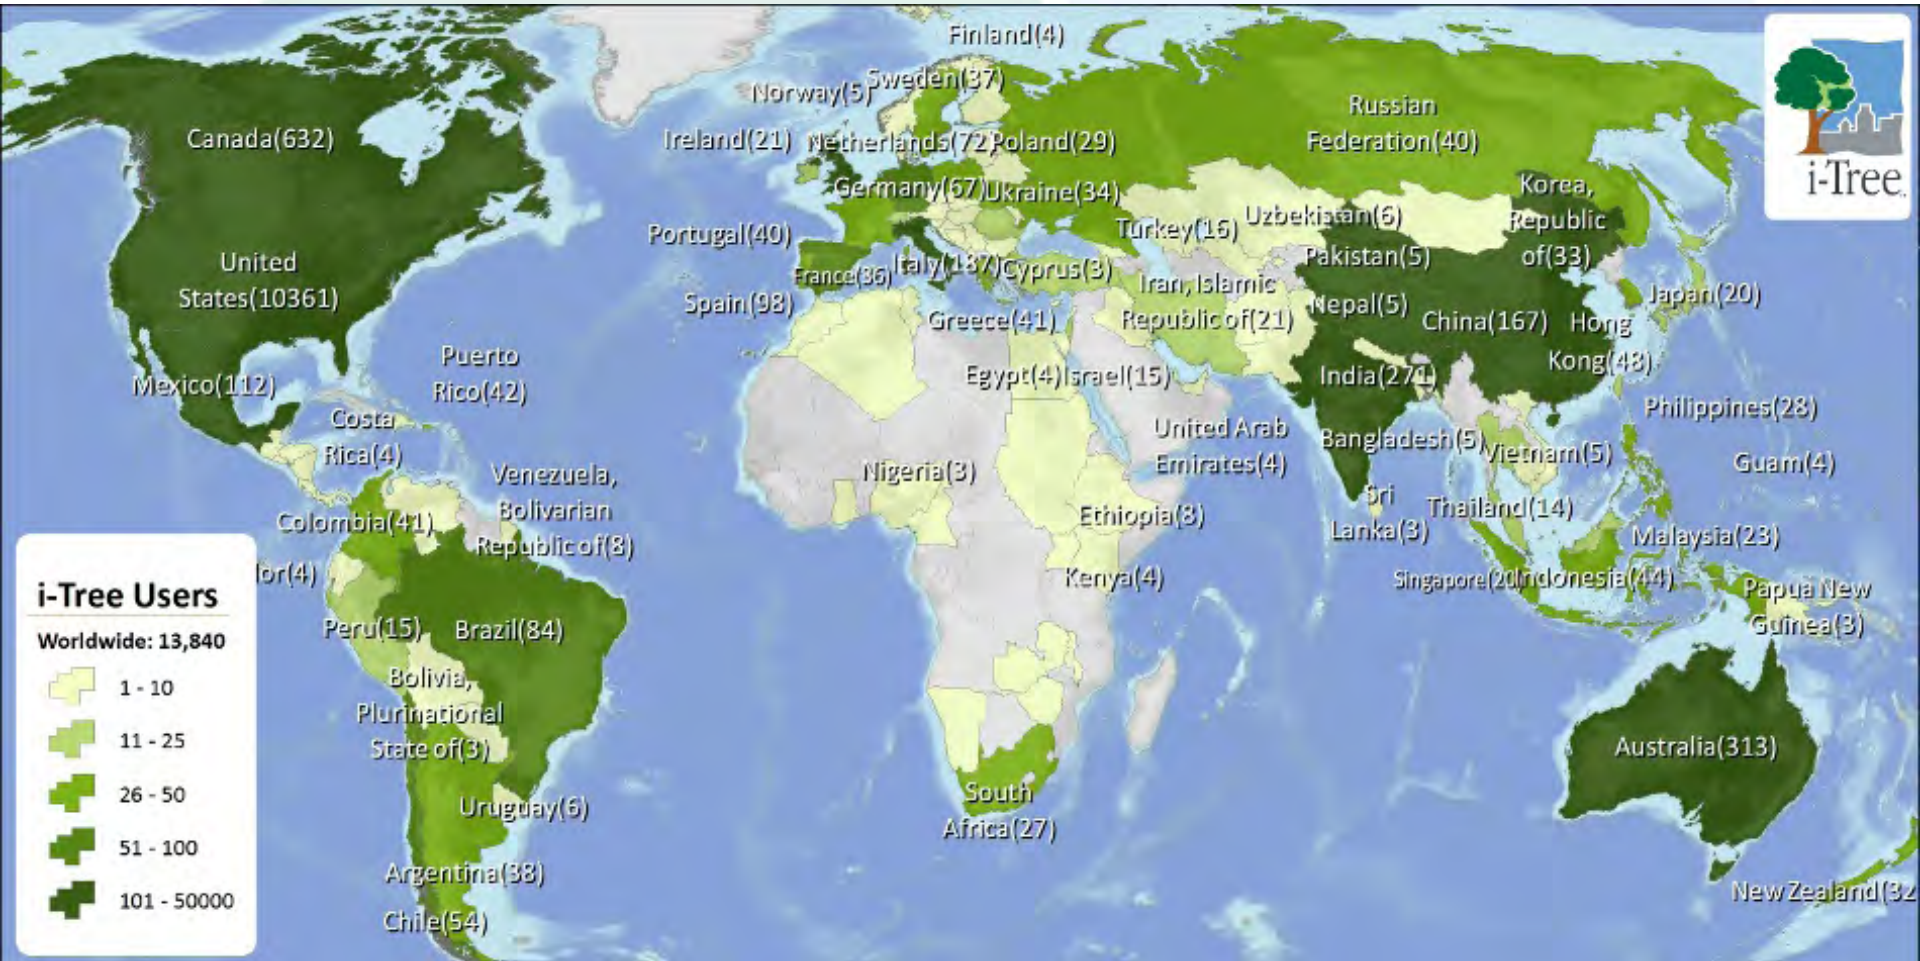 Finland(4)
Norway(5)
Sweden(37)
Ireland(21)
Netherlands(72)
Poland(29)
Canada(632)
Russian
Federation(40)
i-Tree
Germany(67)
Ukraine(34)
Korea,
Republic
of(33)
Portugal(40)
Turkey(16)
Uzbekistan(6)
Pakistan(5)
United
States(10361)
France(36)
Italy(187)
Cyprus(3)
Iran, Islamic
Republic of(21)
Nepal(5)
China(167)
Hong
Kong(48)
Japan(20)
Spain(98)
Greece(41)
Puerto
Rico(42)
Mexico(112)
Egypt(4)
Israel(15)
India(271)
Costa
Rica(4)
Philippines(28)
United Arab
Emirates(4)
Bangladesh(5)
Vietnam(5)
Guam(4)
Nigeria(3)
Venezuela,
Bolivarian
Republic of(8)
Colombia(41)
Sri
Lanka(3)
Thailand(14)
Ethiopia(8)
Malaysia(23)
lor(4)
Kenya(4)
Singapore(20)
Indonesia(44)
Papua New
Guinea(3)
Peru(15)
Brazil(84)
Bolivia,
Plurinational
State of(3)
Australia(313)
Uruguay(6)
South
Africa(27)
Argentina(38)
Chile(54)
New Zealand(32
i-Tree Users
Worldwide: 13,840
1 - 10
11 - 25
26 - 50
51 - 100
101 - 50000